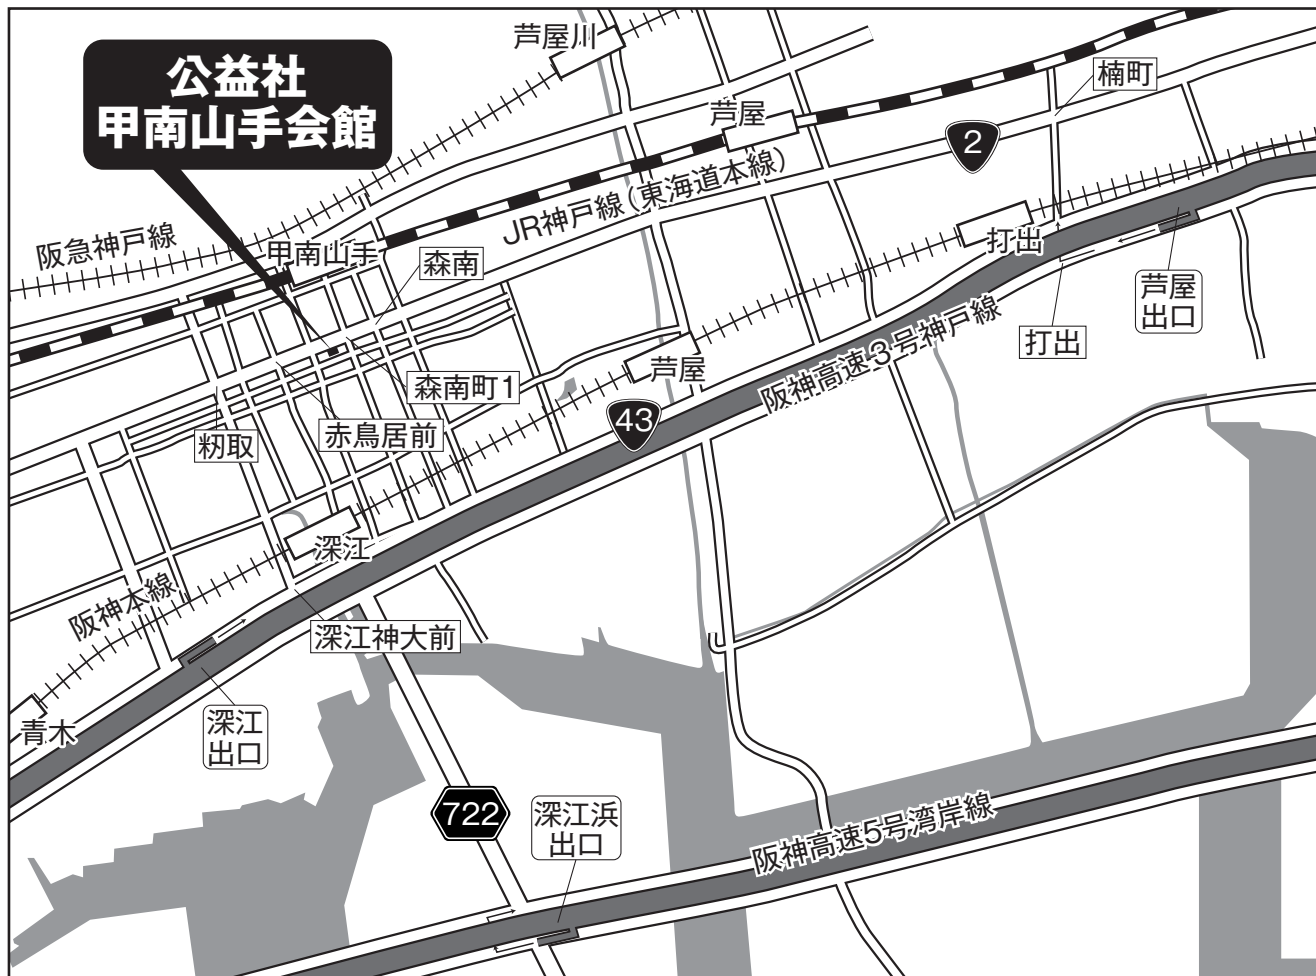 芦屋川
公益社
甲南山手会館
楠町
芦屋
2
JR神戸線（東海道本線）
阪急神戸線
甲南山手
森南
打出
芦屋
出口
打出
阪神高速3号神戸線
芦屋
森南町1
43
赤鳥居前
籾取
深江
阪神本線
深江神大前
青木
深江
出口
722
深江浜
出口
阪神高速5号湾岸線